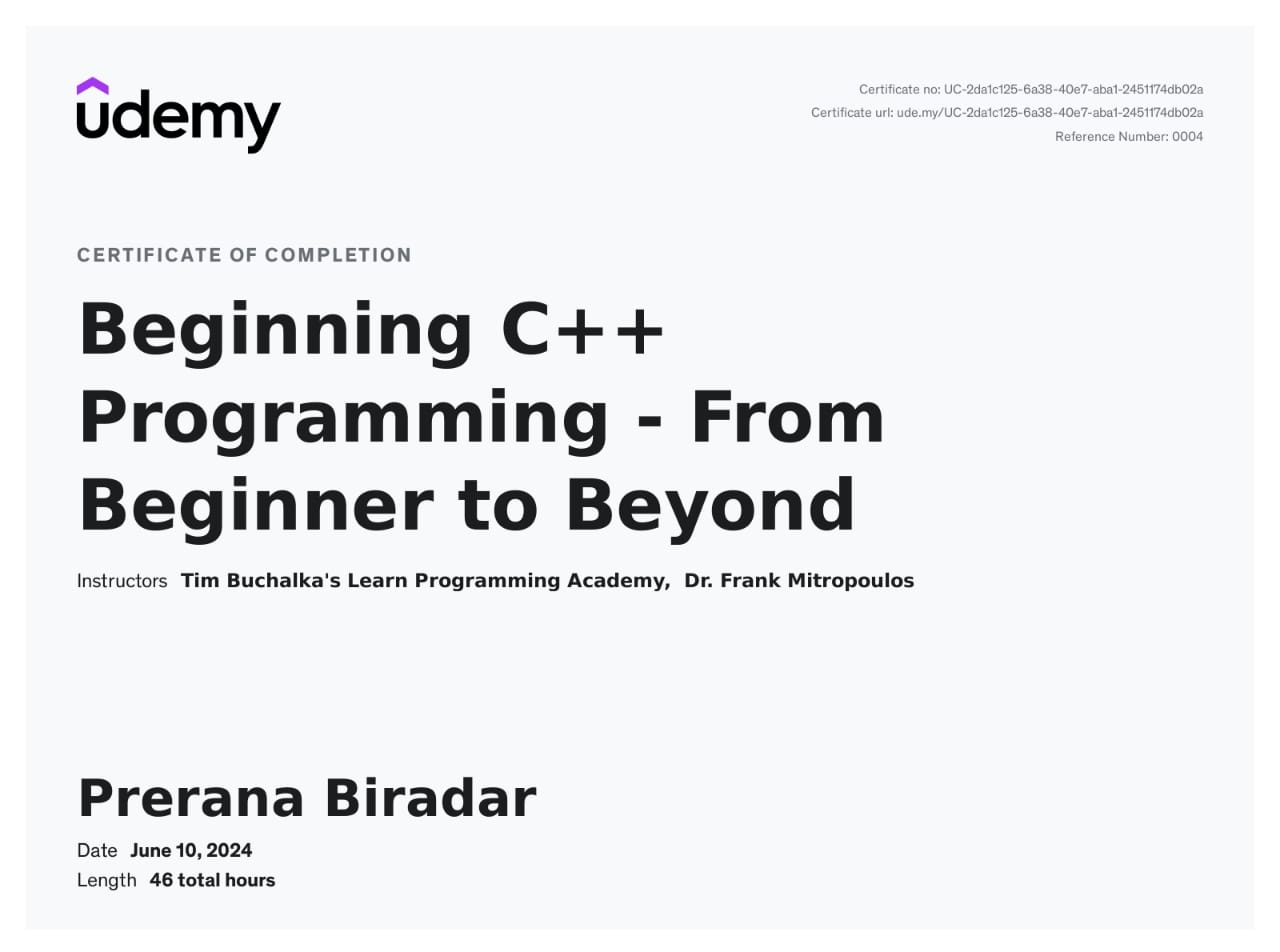 udemy
Certificate no: UC-2da1c125-6a38-40e7-aba1-2451174db02a
Certificate url: ude.my/UC-2da1c125-6a38-40e7-aba1-2451174db02a
Reference Number: 0004
CERTIFICATE OF COMPLETION
Beginning C++
Programming - From
Beginner to Beyond
Instructors Tim Buchalka's Learn Programming Academy, Dr. Frank Mitropoulos
Prerana Biradar
Date June 10, 2024
Length 46 total hours